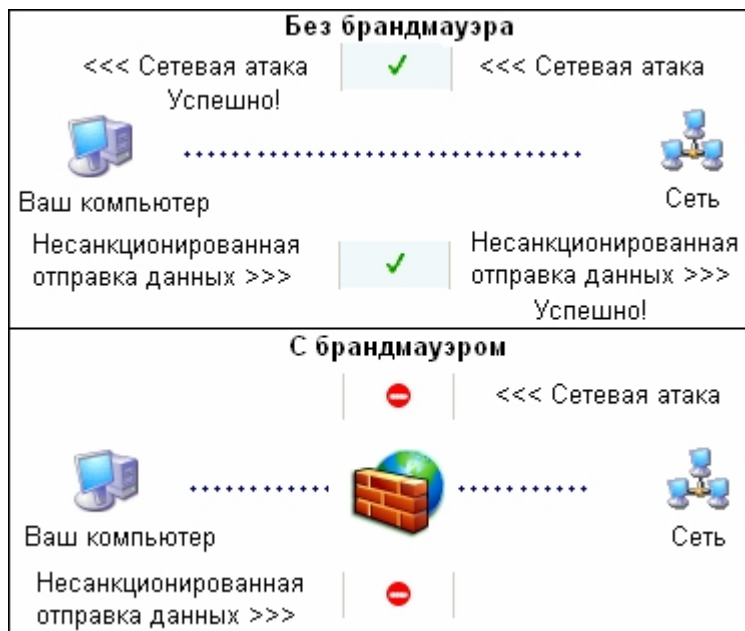 Без брандмауэра
<<< Сетевая атака
Успешно!
<<< Сетевая атака
Ваш компьютер
Сеть
Несанкционированная
отправка данных >>>
Несанкционированная
отправка данных >>>
Успешно!
С брандмауэром
<<< Сетевая атака
Ваш компьютер
Сеть
Несанкционированная
отправка данных >>>